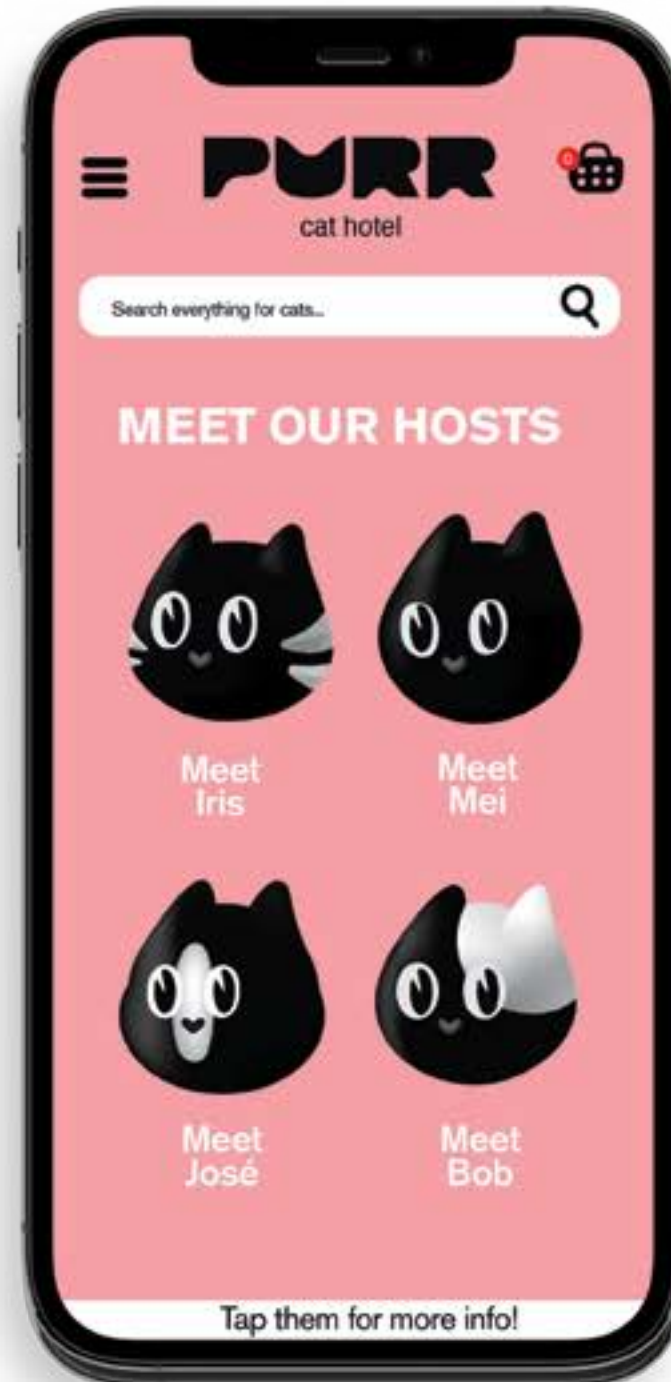 PURR
0
cat hotel
Search everything for cats...
MEET OUR HOSTS
Meet
Iris
Meet
Mei
Meet
José
Meet
Bob
Tap them for more info!